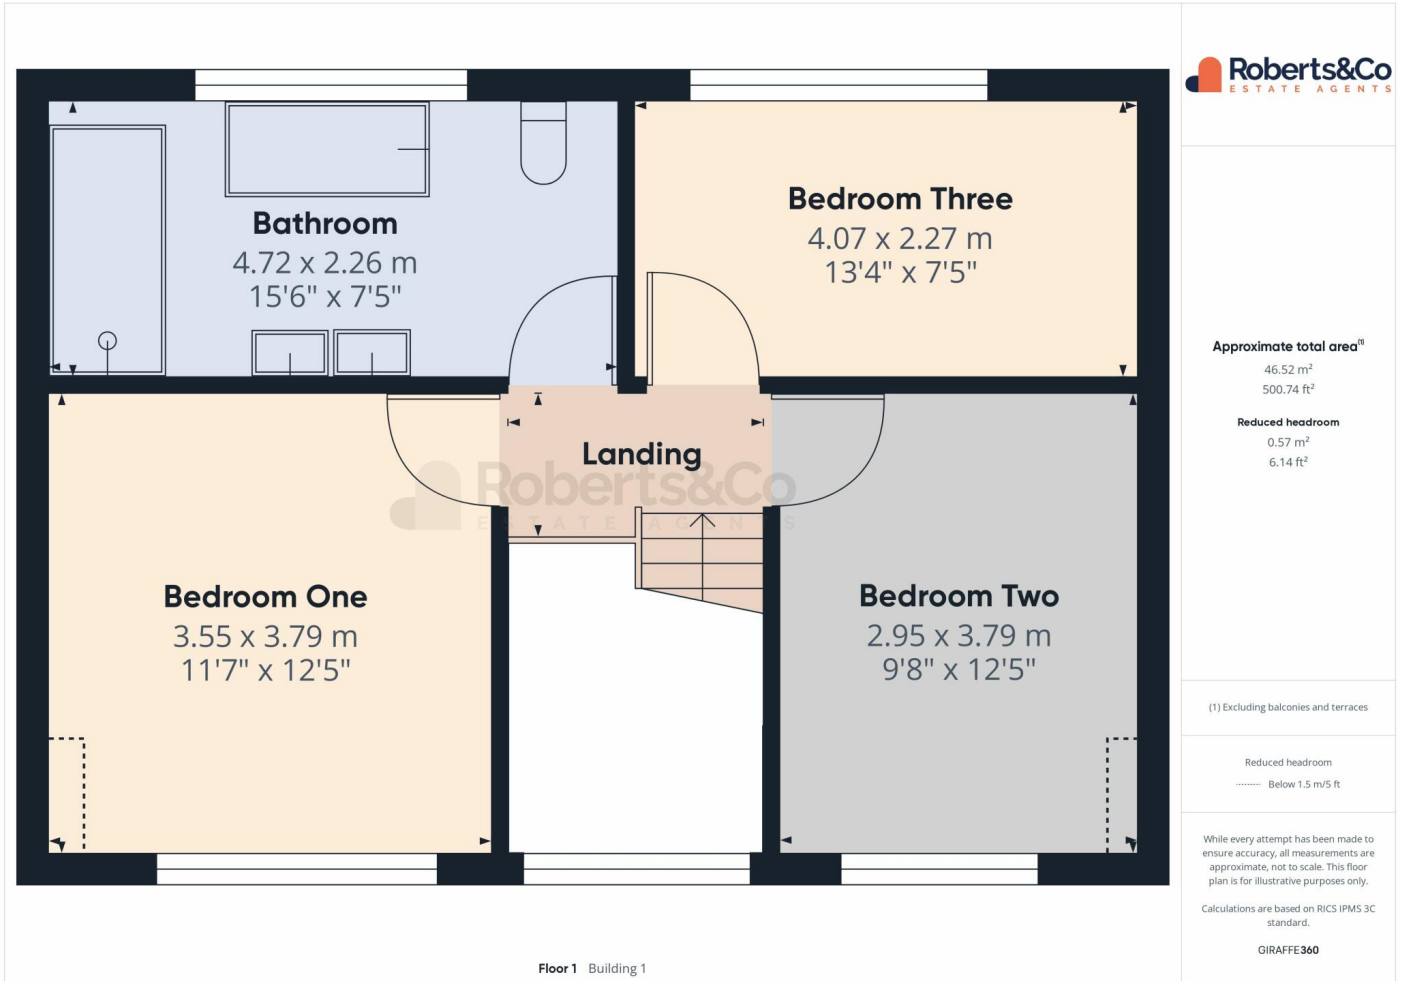 Bathroom
4.72 x 2.26 m
15'6" x 7'5"
Bedroom Three
4.07 x 2.27 m
13'4" x 7'5"
Landing
Roberts&Co
ESTATE AGENTS
Bedroom One
3.55 x 3.79 m
11'7" x 12'5"
Bedroom Two
2.95 x 3.79 m
9'8" x 12'5"
Floor 1 Building 1
Roberts&Co
ESTATE AGENTS
Approximate total area(1)
46.52 m²
500.74 ft²
Reduced headroom
0.57 m²
6.14 ft²
(1) Excluding balconies and terraces
Reduced headroom
Below 1.5 m/5 ft
While every attempt has been made to
ensure accuracy, all measurements are
approximate, not to scale. This floor
plan is for illustrative purposes only.
Calculations are based on RICS IPMS 3C
standard.
GIRAFFE360